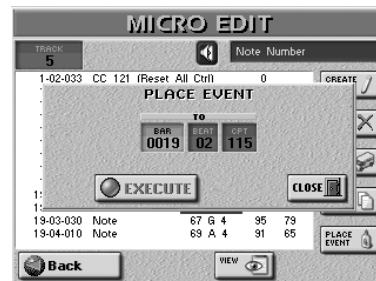 MICRO EDIT
TRACK
5
Note Number
1-02-033 CC 121 (Reset All Ctrl) 0
CREATE
PLACE EVENT
TO
BAR BEAT CPT
0019 02 115
EXECUTE
CLOSE
19-03-030 Note 67 G 4 95 79
19-04-010 Note 69 A 4 91 65
PLACE
EVENT
Back
VIEW